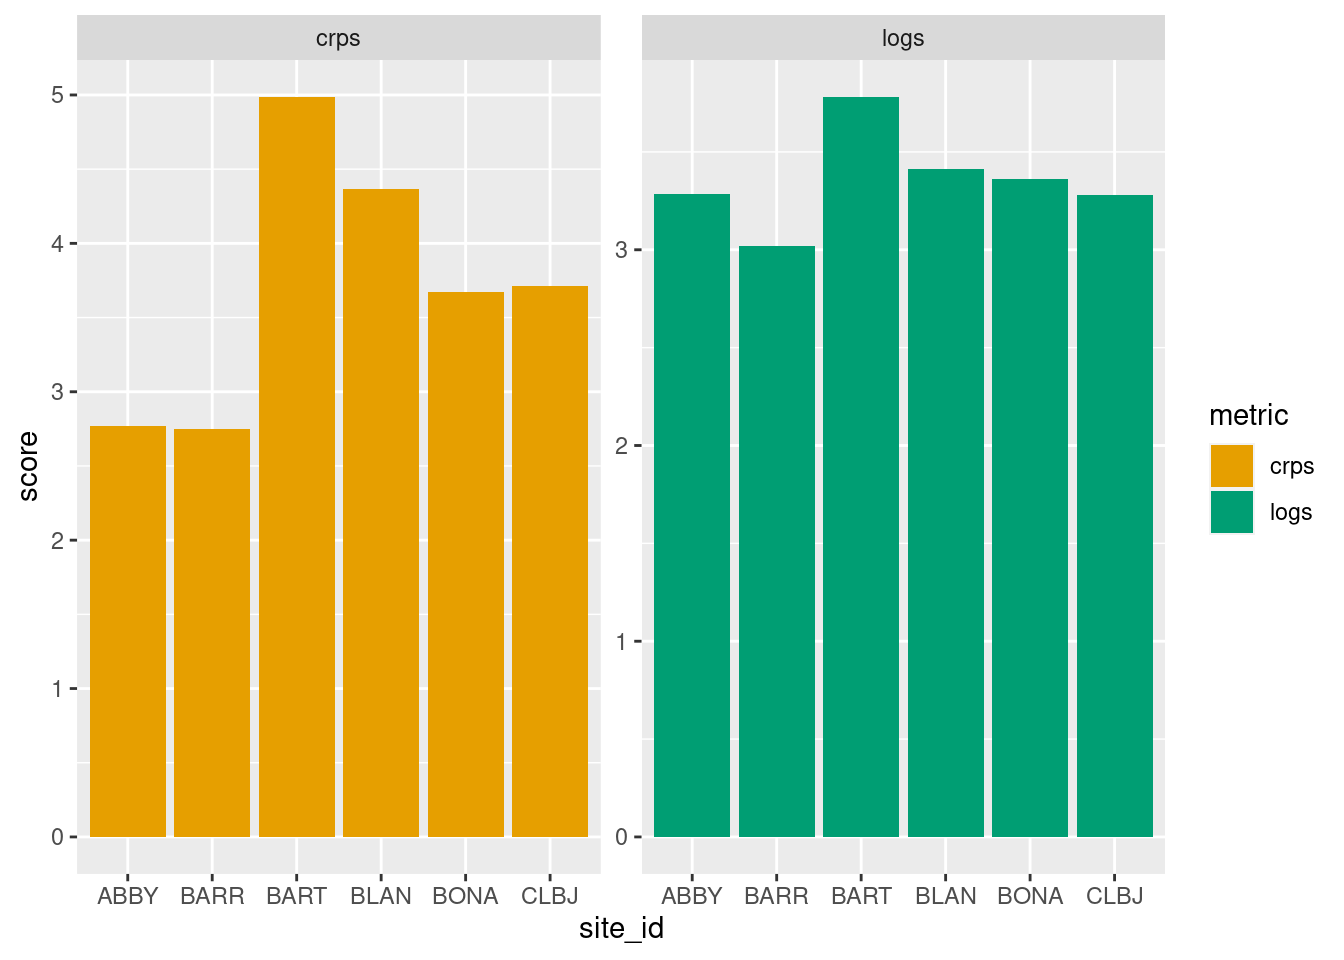 crps
logs
5
4
3
2
1
0
3
2
1
0
score
ABBY BARR BART BLAN BONA CLBJ
ABBY BARR BART BLAN BONA CLBJ
site_id
metric
crps
logs